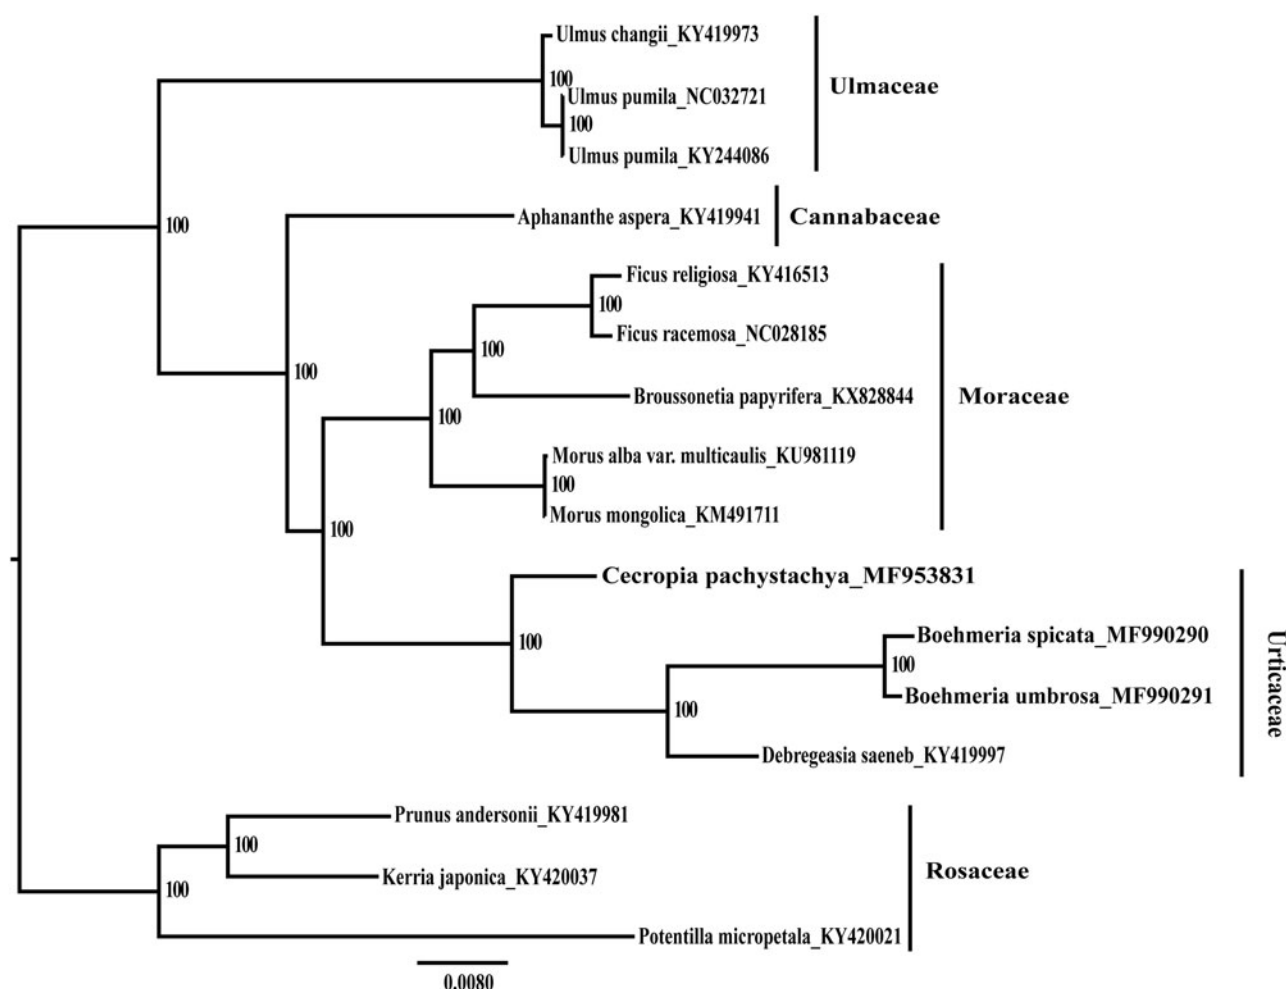 Ulmus changii_KY419973
100
Ulmus pumila_NC032721
Ulmaceae
100
Ulmus pumila_KY244086
Aphananthe aspera_KY419941
Cannabaceae
100
Ficus religiosa_KY416513
100
Ficus racemosa_NC028185
100
100
Broussonetia papyrifera_KX828844
Moraceae
100
Morus alba var. multicaulis_KU981119
100
Morus mongolica_KM491711
100
Cecropia pachystachya_MF953831
100
Boehmeria spicata_MF990290
100
Boehmeria umbrosa_MF990291
100
Debregeasia saeneb_KY419997
Urticaceae
Prunus andersonii_KY419981
100
Kerria japonica_KY420037
Rosaceae
100
Potentilla micropetala_KY420021
0.0080